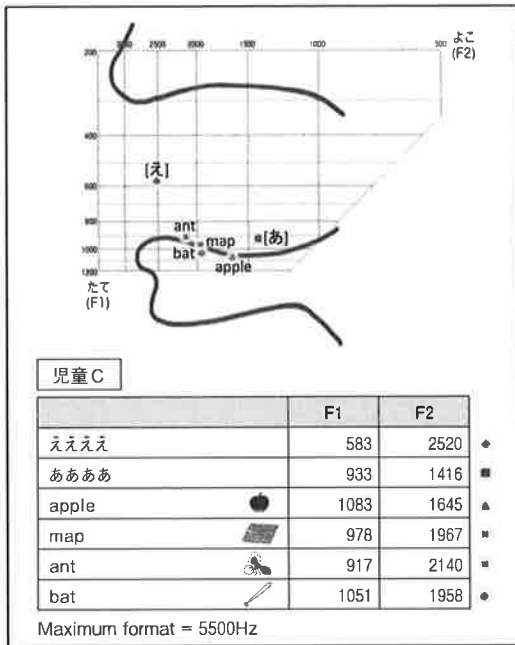 よこ
(F2)
200 3000 2500 2000 1500 1000 500
400
[え]
600
ant
800 map [あ]
1000 bat
apple
1200
たて
(F1)
児童C
F1 F2
ええええ 583 2520
ああああ 933 1416
apple 1083 1645
map 978 1967
ant 917 2140
bat 1051 1958
Maximum format = 5500Hz